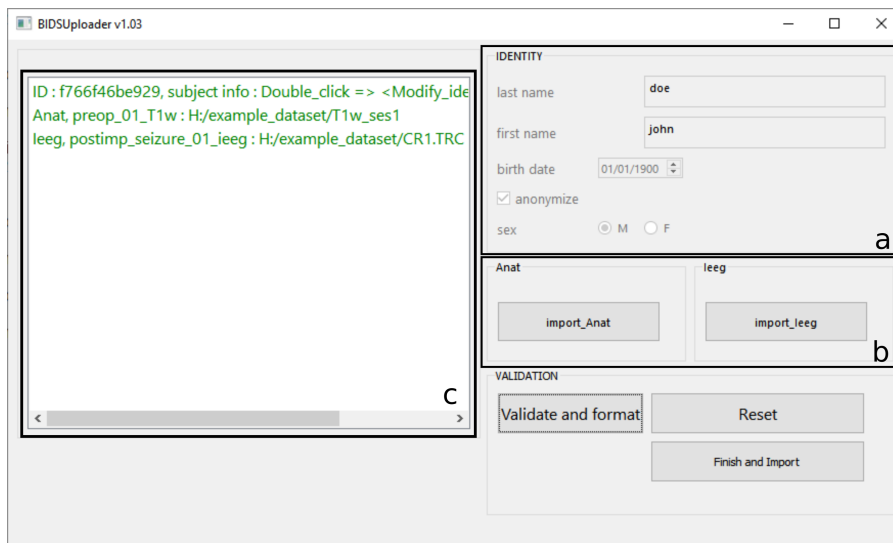 BIDSUploader v1.03
ID : f766f46be929, subject info : Double_click => <Modify_ide
Anat, preop_01_T1w : H:/example_dataset/T1w_ses1
Ieeg, postimp_seizure_01_ieeg : H:/example_dataset/CR1.TRC
c
IDENTITY
last name doe
first name john
birth date 01/01/1900
anonymize
sex M F
a
Anat Ieeg
import_Anat import_Ieeg
b
VALIDATION
Validate and format Reset
Finish and Import